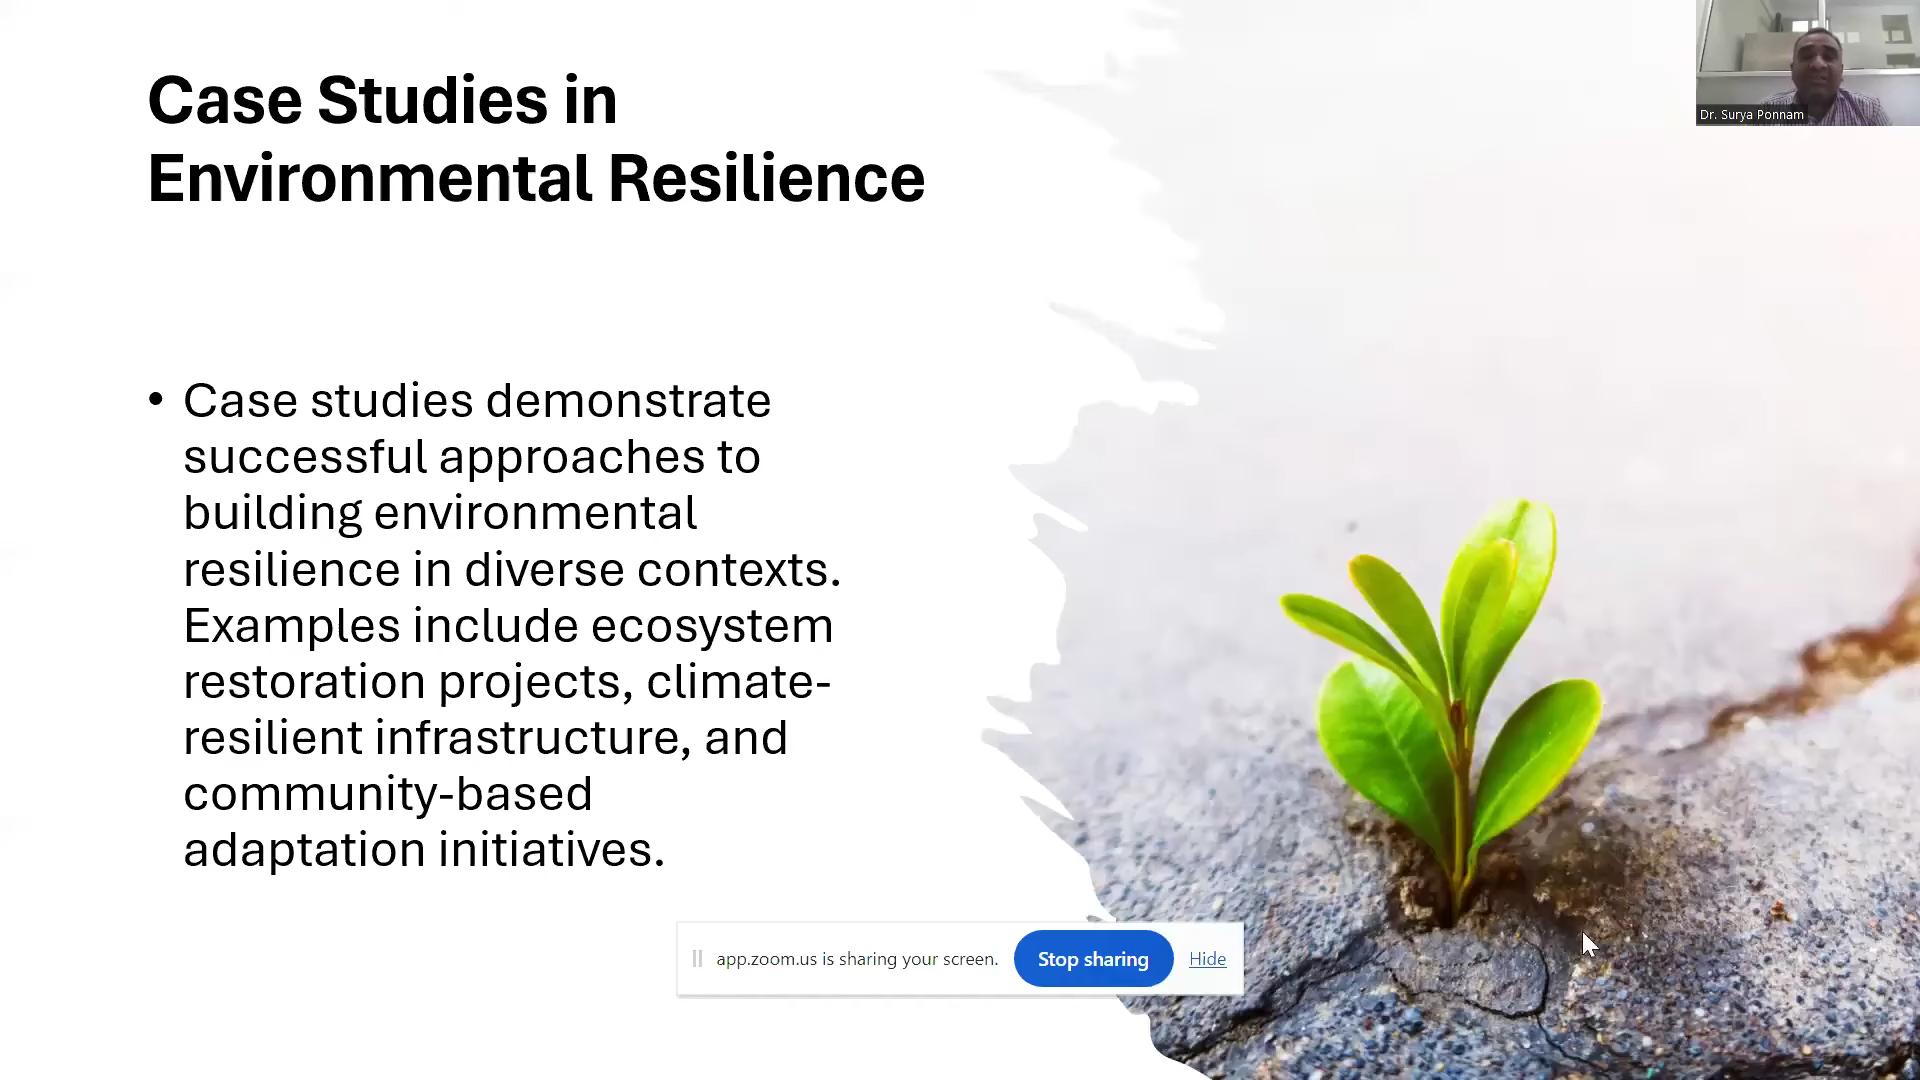 Case Studies in
Environmental Resilience
• Case studies demonstrate
successful approaches to
building environmental
resilience in diverse contexts.
Examples include ecosystem
restoration projects, climate-
resilient infrastructure, and
community-based
adaptation initiatives.
Dr. Surya Ponnam
app.zoom.us is sharing your screen.
Stop sharing
Hide